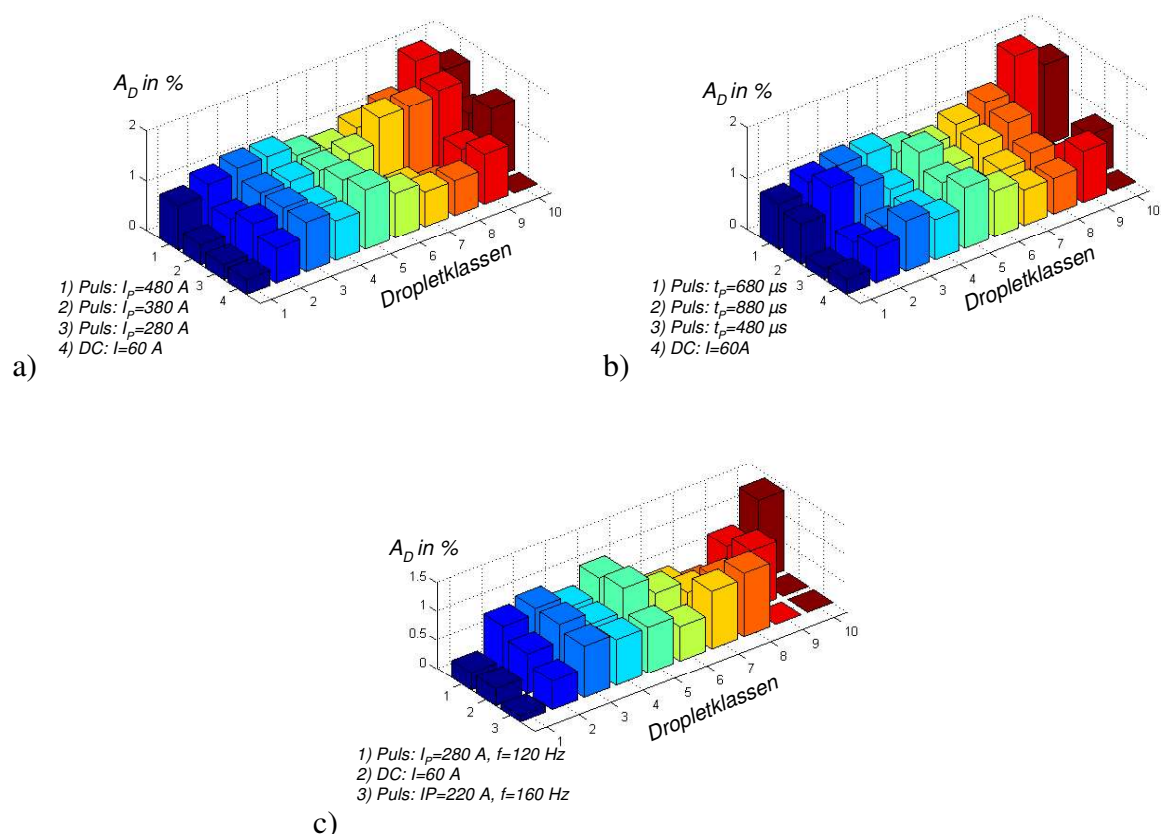 A_D in %
2
1
0
1
2
3
4
1
2
3
4
5
6
7
8
9
10
Dropletklassen
1) Puls: I_P=480 A
2) Puls: I_P=380 A
3) Puls: I_P=280 A
4) DC: I=60 A
a)
A_D in %
2
1
0
1
2
3
4
1
2
3
4
5
6
7
8
9
10
Dropletklassen
1) Puls: t_P=680 µs
2) Puls: t_P=880 µs
3) Puls: t_P=480 µs
4) DC: I=60A
b)
A_D in %
1.5
1
0.5
0
1
2
3
1
2
3
4
5
6
7
8
9
10
Dropletklassen
1) Puls: I_P=280 A, f=120 Hz
2) DC: I=60 A
3) Puls: IP=220 A, f=160 Hz
c)